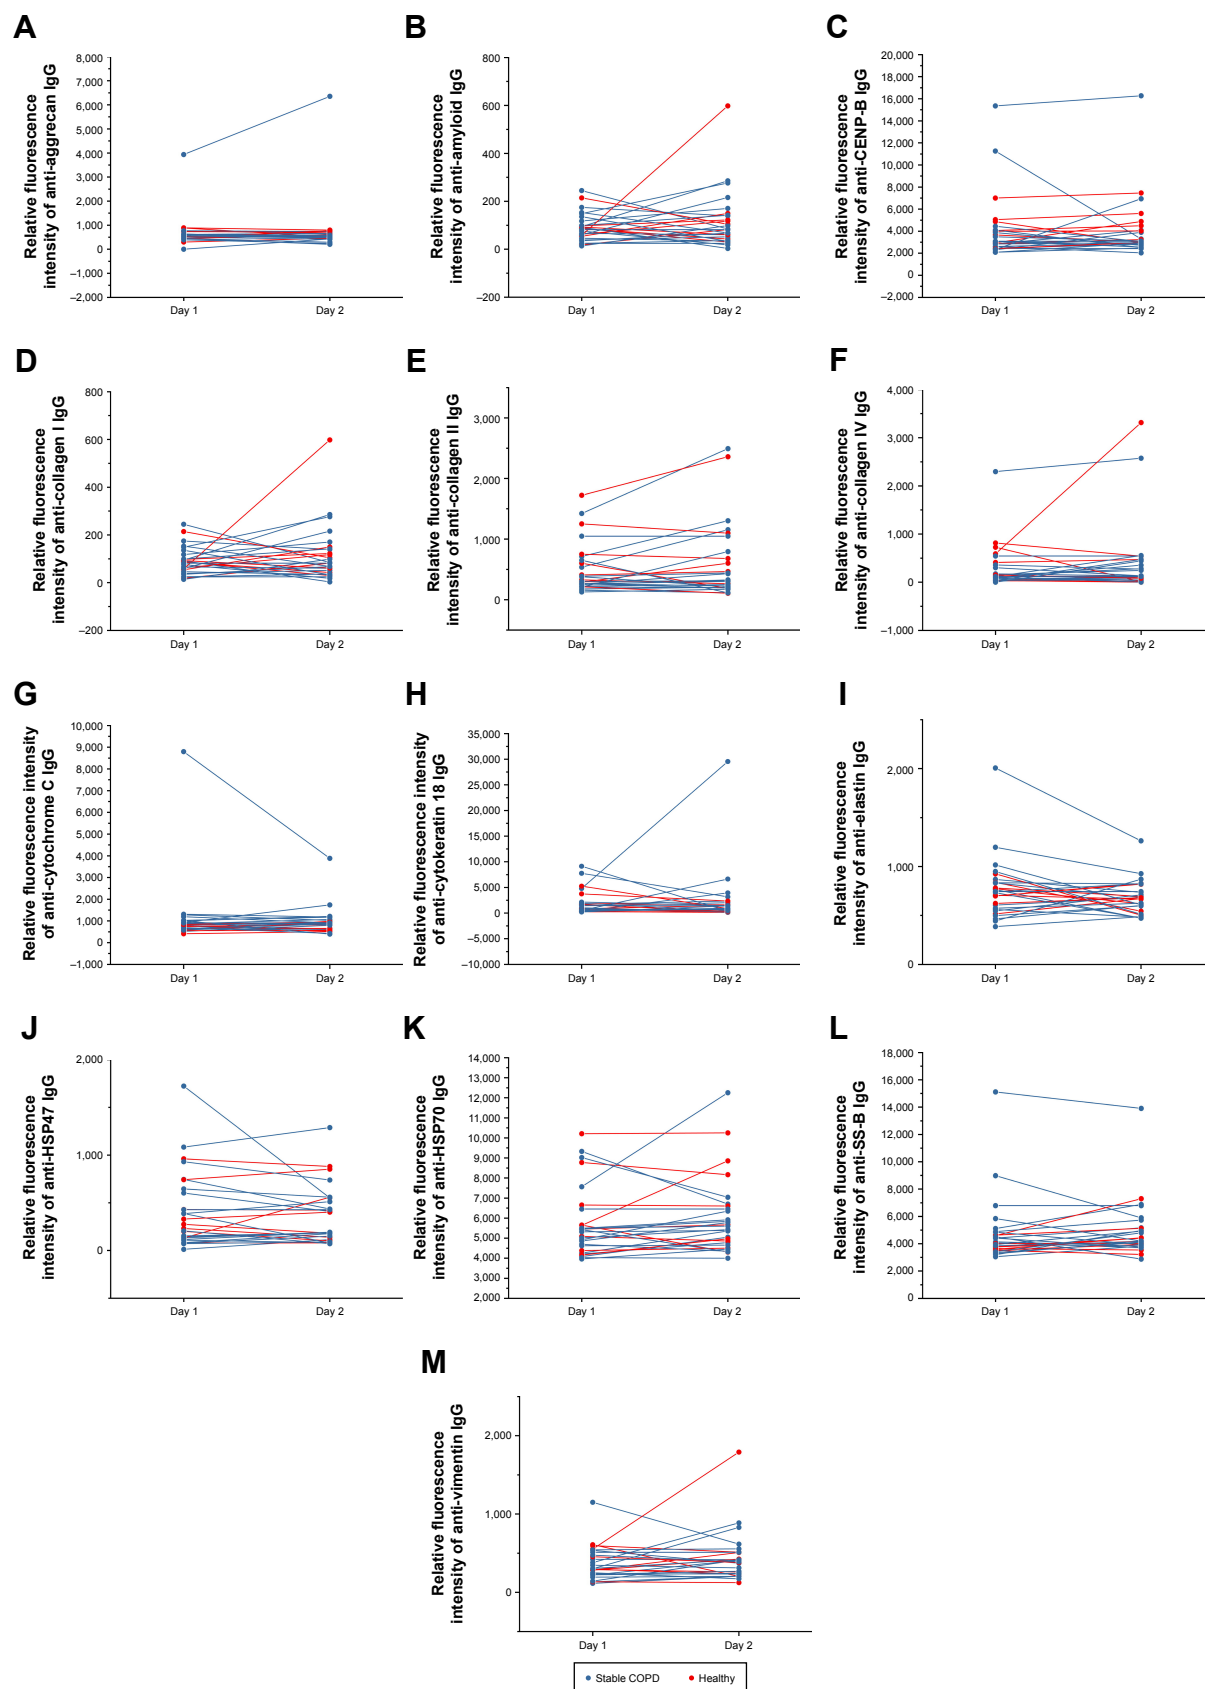 A
Relative fluorescence
intensity of anti-aggrecan IgG
8,000
7,000
6,000
5,000
4,000
3,000
2,000
1,000
0
–1,000
–2,000
Day 1
Day 2
B
Relative fluorescence
intensity of anti-amyloid IgG
800
600
400
200
0
–200
Day 1
Day 2
C
Relative fluorescence
intensity of anti-CENP-B IgG
20,000
18,000
16,000
14,000
12,000
10,000
8,000
6,000
4,000
2,000
0
–2,000
Day 1
Day 2
D
Relative fluorescence
intensity of anti-collagen I IgG
800
600
400
200
0
–200
Day 1
Day 2
E
Relative fluorescence
intensity of anti-collagen II IgG
3,000
2,000
1,000
0
Day 1
Day 2
F
Relative fluorescence
intensity of anti-collagen IV IgG
4,000
3,000
2,000
1,000
0
–1,000
Day 1
Day 2
G
Relative fluorescence intensity
of anti-cytochrome C IgG
10,000
9,000
8,000
7,000
6,000
5,000
4,000
3,000
2,000
1,000
0
–1,000
Day 1
Day 2
H
Relative fluorescence intensity
of anti-cytokeratin 18 IgG
35,000
30,000
25,000
20,000
15,000
10,000
5,000
0
–5,000
–10,000
Day 1
Day 2
I
Relative fluorescence
intensity of anti-elastin IgG
2,000
1,000
0
Day 1
Day 2
J
Relative fluorescence
intensity of anti-HSP47 IgG
2,000
1,000
0
Day 1
Day 2
K
Relative fluorescence
intensity of anti-HSP70 IgG
14,000
13,000
12,000
11,000
10,000
9,000
8,000
7,000
6,000
5,000
4,000
3,000
2,000
Day 1
Day 2
L
Relative fluorescence
intensity of anti-SS-B IgG
18,000
16,000
14,000
12,000
10,000
8,000
6,000
4,000
2,000
0
Day 1
Day 2
M
Relative fluorescence
intensity of anti-vimentin IgG
2,000
1,000
0
Day 1
Day 2
Stable COPD
Healthy